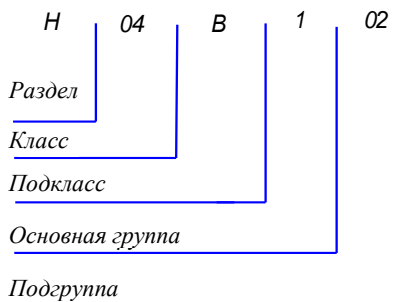 H 04 B 1 02
Раздел
Класс
Подкласс
Основная группа
Подгруппа